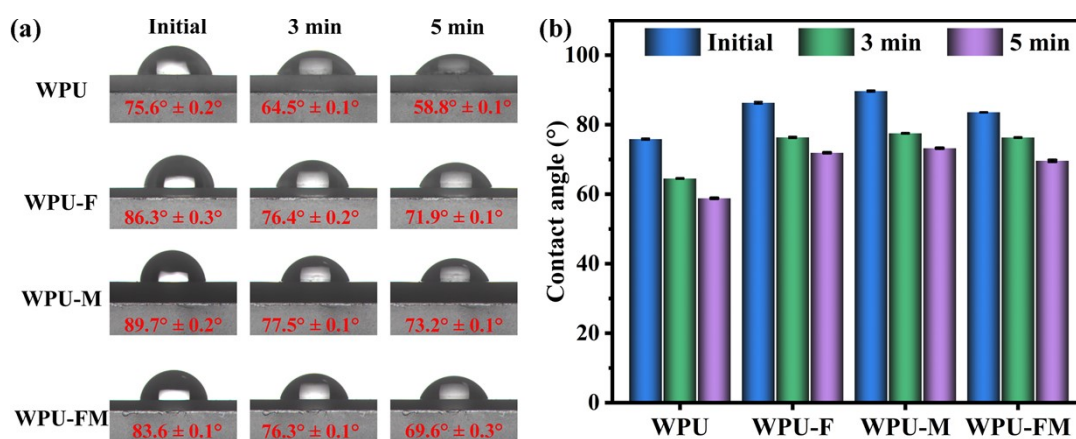 (a) Initial 3 min 5 min
WPU
75.6° ± 0.2° 64.5° ± 0.1° 58.8° ± 0.1°
WPU-F
86.3° ± 0.3° 76.4° ± 0.2° 71.9° ± 0.1°
WPU-M
89.7° ± 0.2° 77.5° ± 0.1° 73.2° ± 0.1°
WPU-FM
83.6 ± 0.1° 76.3° ± 0.1° 69.6° ± 0.3°
(b)
Initial 3 min 5 min
Contact angle (°)
100
80
60
40
20
0
WPU WPU-F WPU-M WPU-FM